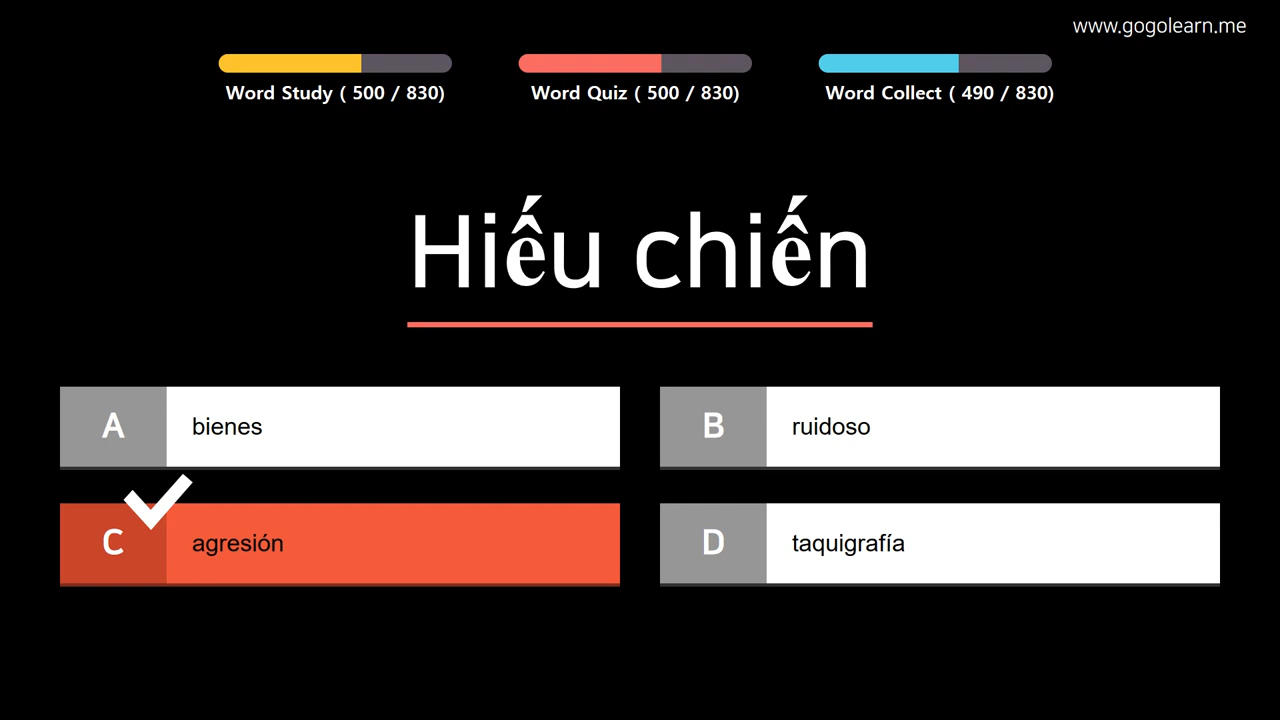 www.gogolearn.me
Word Study ( 500 / 830)
Word Quiz ( 500 / 830)
Word Collect ( 490 / 830)
Hiếu chiến
A bienes
B ruidoso
C agresión
D taquigrafía